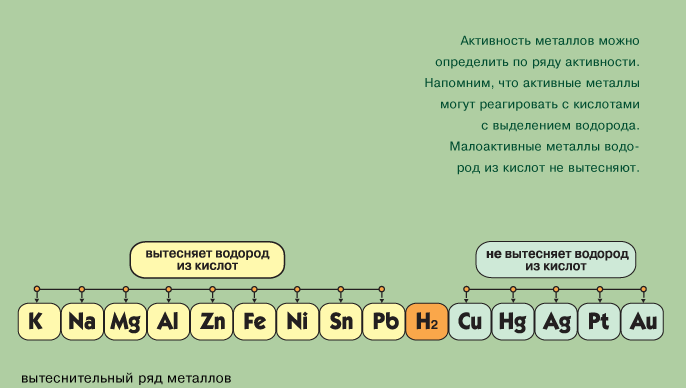 Активность металлов можно
определить по ряду активности.
Напомним, что активные металлы
могут реагировать с кислотами
с выделением водорода.
Малоактивные металлы водо-
род из кислот не вытесняют.
вытесняет водород
из кислот
не вытесняет водород
из кислот
K Na Mg Al Zn Fe Ni Sn Pb H2 Cu Hg Ag Pt Au
вытеснительный ряд металлов